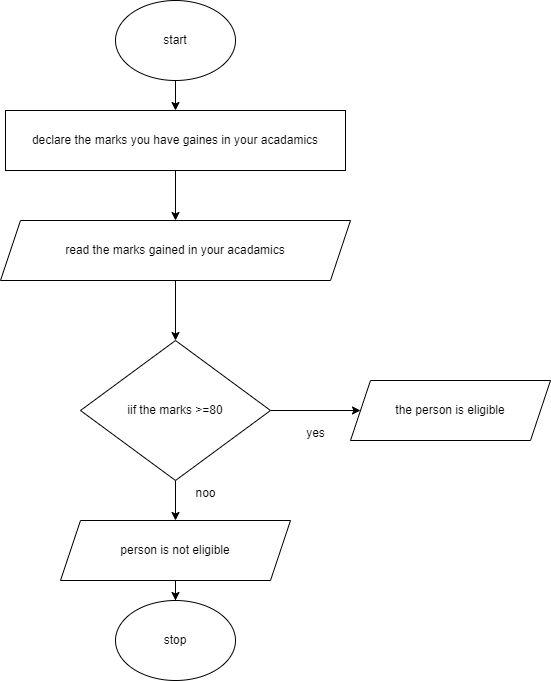 start
declare the marks you have gaines in your acadamics
read the marks gained in your acadamics
iif the marks >=80
the person is eligible
yes
noo
person is not eligible
stop